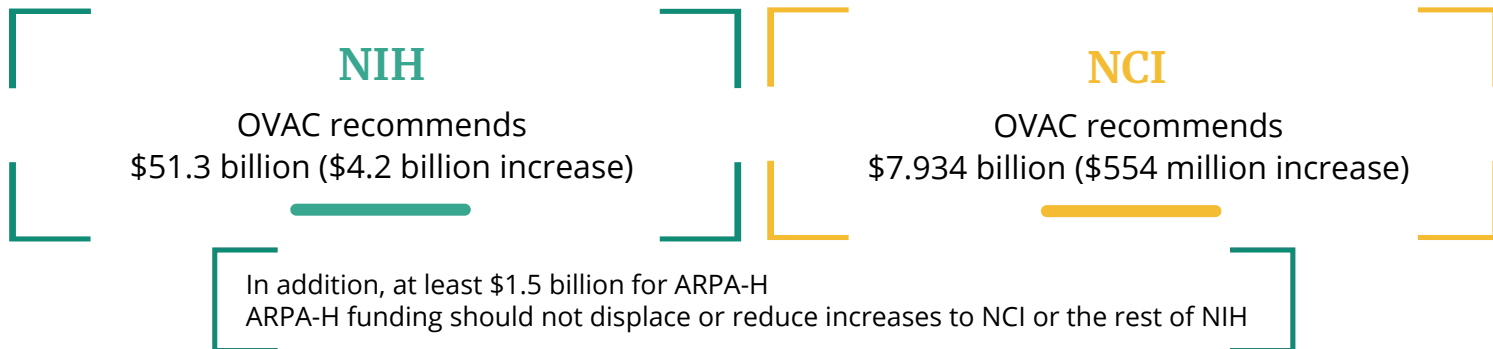 NIH
OVAC recommends
$51.3 billion ($4.2 billion increase)
NCI
OVAC recommends
$7.934 billion ($554 million increase)
In addition, at least $1.5 billion for ARPA-H
ARPA-H funding should not displace or reduce increases to NCI or the rest of NIH